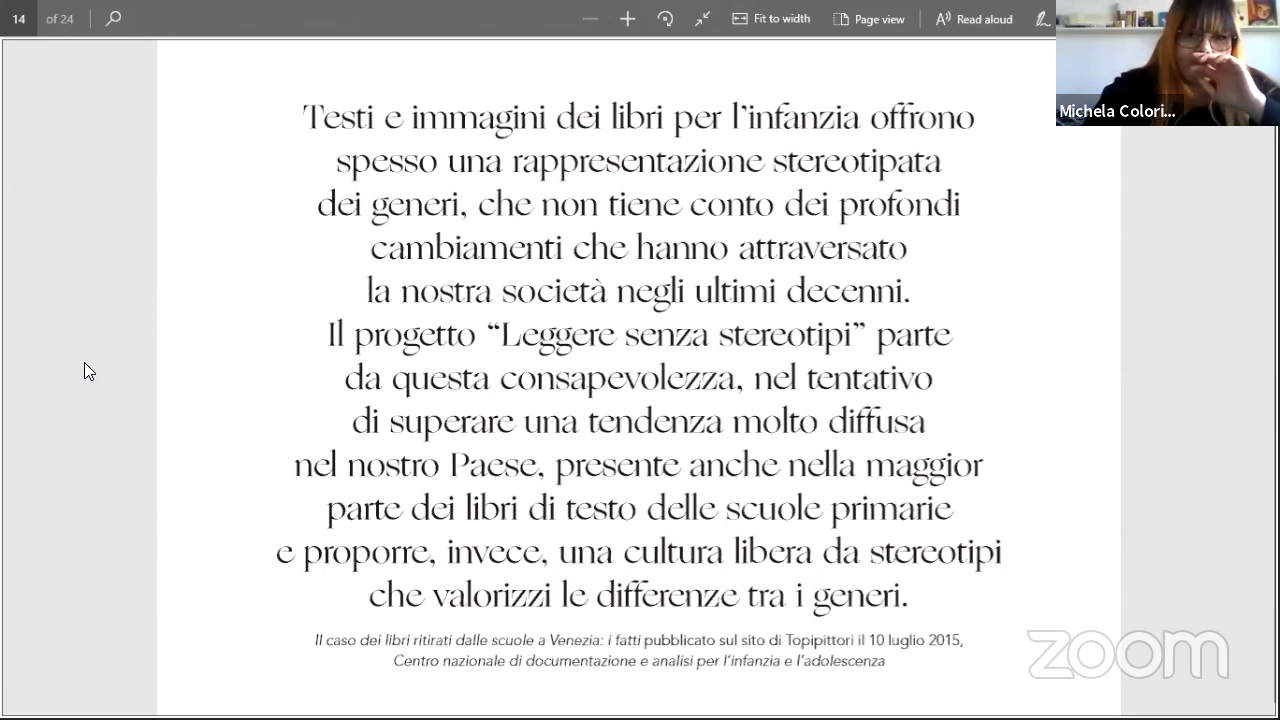 14 of 24 Fit to width Page view Read aloud
Michela Colori...
Testi e immagini dei libri per l’infanzia offrono
spesso una rappresentazione stereotipata
dei generi, che non tiene conto dei profondi
cambiamenti che hanno attraversato
la nostra società negli ultimi decenni.
Il progetto “Leggere senza stereotipi” parte
da questa consapevolezza, nel tentativo
di superare una tendenza molto diffusa
nel nostro Paese, presente anche nella maggior
parte dei libri di testo delle scuole primarie
e proporre, invece, una cultura libera da stereotipi
che valorizzi le differenze tra i generi.
Il caso dei libri ritirati dalle scuole a Venezia: i fatti pubblicato sul sito di Topipittori il 10 luglio 2015,
Centro nazionale di documentazione e analisi per l’infanzia e l’adolescenza
zoom